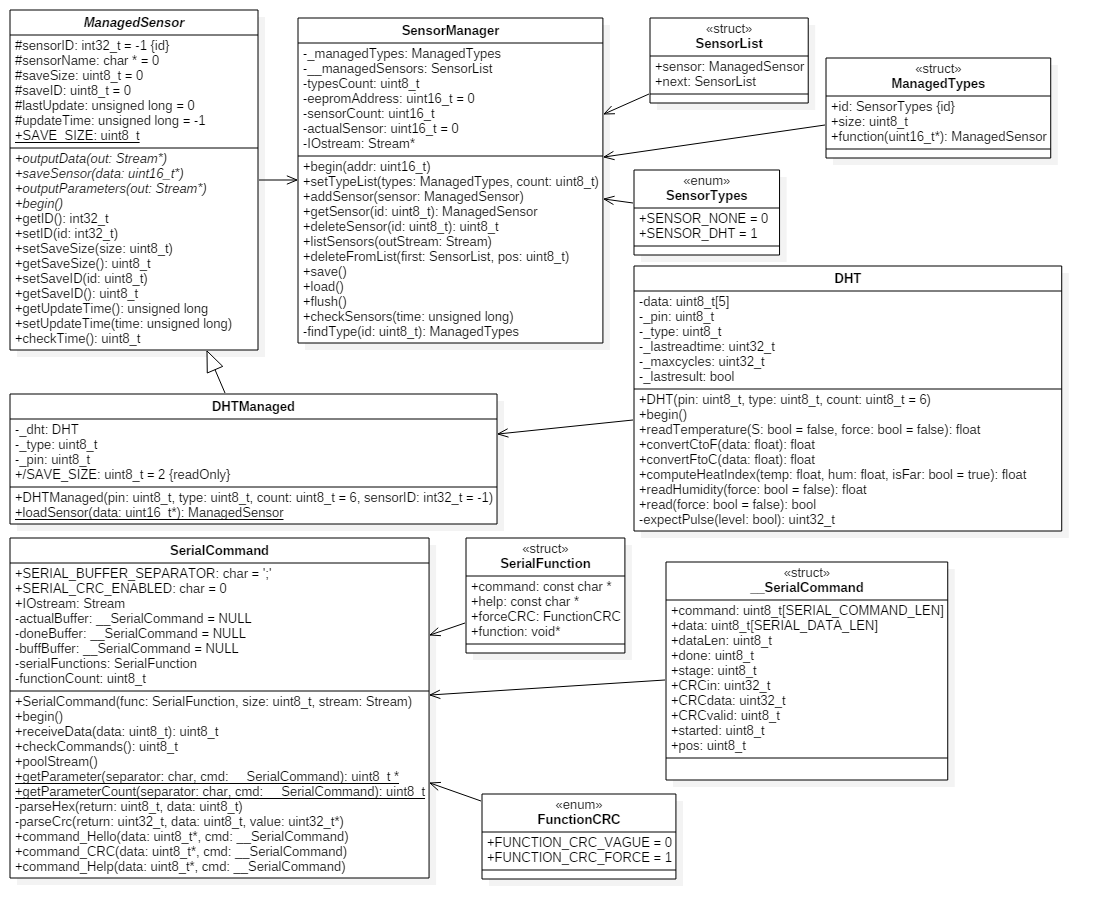 ManagedSensor
#sensorID: int32_t = -1 {id}
#sensorName: char * = 0
#saveSize: uint8_t = 0
#saveID: uint8_t = 0
#lastUpdate: unsigned long = 0
#updateTime: unsigned long = -1
+SAVE_SIZE: uint8_t
+outputData(out: Stream*)
+saveSensor(data: uint16_t*)
+outputParameters(out: Stream*)
+begin()
+getID(): int32_t
+setID(id: int32_t)
+setSaveSize(size: uint8_t)
+getSaveSize(): uint8_t
+setSaveID(id: uint8_t)
+getSaveID(): uint8_t
+getUpdateTime(): unsigned long
+setUpdateTime(time: unsigned long)
+checkTime(): uint8_t
SensorManager
-_managedTypes: ManagedTypes
-__managedSensors: SensorList
-typesCount: uint8_t
-eepromAddress: uint16_t = 0
-sensorCount: uint16_t
-actualSensor: uint16_t = 0
-IOstream: Stream*
+begin(addr: uint16_t)
+setTypeList(types: ManagedTypes, count: uint8_t)
+addSensor(sensor: ManagedSensor)
+getSensor(id: uint8_t): ManagedSensor
+deleteSensor(id: uint8_t): uint8_t
+listSensors(outStream: Stream)
+deleteFromList(first: SensorList, pos: uint8_t)
+save()
+load()
+flush()
+checkSensors(time: unsigned long)
-findType(id: uint8_t): ManagedTypes
«struct»
SensorList
+sensor: ManagedSensor
+next: SensorList
«struct»
ManagedTypes
+id: SensorTypes {id}
+size: uint8_t
+function(uint16_t*): ManagedSensor
«enum»
SensorTypes
+SENSOR_NONE = 0
+SENSOR_DHT = 1
DHT
-data: uint8_t[5]
-_pin: uint8_t
-_type: uint8_t
-_lastreadtime: uint32_t
-_maxcycles: uint32_t
-_lastresult: bool
+DHT(pin: uint8_t, type: uint8_t, count: uint8_t = 6)
+begin()
+readTemperature(S: bool = false, force: bool = false): float
+convertCtoF(data: float): float
+convertFtoC(data: float): float
+computeHeatIndex(temp: float, hum: float, isFar: bool = true): float
+readHumidity(force: bool = false): float
+read(force: bool = false): bool
-expectPulse(level: bool): uint32_t
DHTManaged
-_dht: DHT
-_type: uint8_t
-_pin: uint8_t
+/SAVE_SIZE: uint8_t = 2 {readOnly}
+DHTManaged(pin: uint8_t, type: uint8_t, count: uint8_t = 6, sensorID: int32_t = -1)
+loadSensor(data: uint16_t*): ManagedSensor
SerialCommand
+SERIAL_BUFFER_SEPARATOR: char = ';'
+SERIAL_CRC_ENABLED: char = 0
+IOstream: Stream
-actualBuffer: __SerialCommand = NULL
-doneBuffer: __SerialCommand = NULL
-buffBuffer: __SerialCommand = NULL
-serialFunctions: SerialFunction
-functionCount: uint8_t
+SerialCommand(func: SerialFunction, size: uint8_t, stream: Stream)
+begin()
+receiveData(data: uint8_t): uint8_t
+checkCommands(): uint8_t
+poolStream()
+getParameter(separator: char, cmd: __SerialCommand): uint8_t *
+getParameterCount(separator: char, cmd: __SerialCommand): uint8_t
-parseHex(return: uint8_t, data: uint8_t)
-parseCrc(return: uint32_t, data: uint8_t, value: uint32_t*)
+command_Hello(data: uint8_t*, cmd: __SerialCommand)
+command_CRC(data: uint8_t*, cmd: __SerialCommand)
+command_Help(data: uint8_t*, cmd: __SerialCommand)
«struct»
SerialFunction
+command: const char *
+help: const char *
+forceCRC: FunctionCRC
+function: void*
«struct»
__SerialCommand
+command: uint8_t[SERIAL_COMMAND_LEN]
+data: uint8_t[SERIAL_DATA_LEN]
+dataLen: uint8_t
+done: uint8_t
+stage: uint8_t
+CRCin: uint32_t
+CRCdata: uint32_t
+CRCvalid: uint8_t
+started: uint8_t
+pos: uint8_t
«enum»
FunctionCRC
+FUNCTION_CRC_VAGUE = 0
+FUNCTION_CRC_FORCE = 1